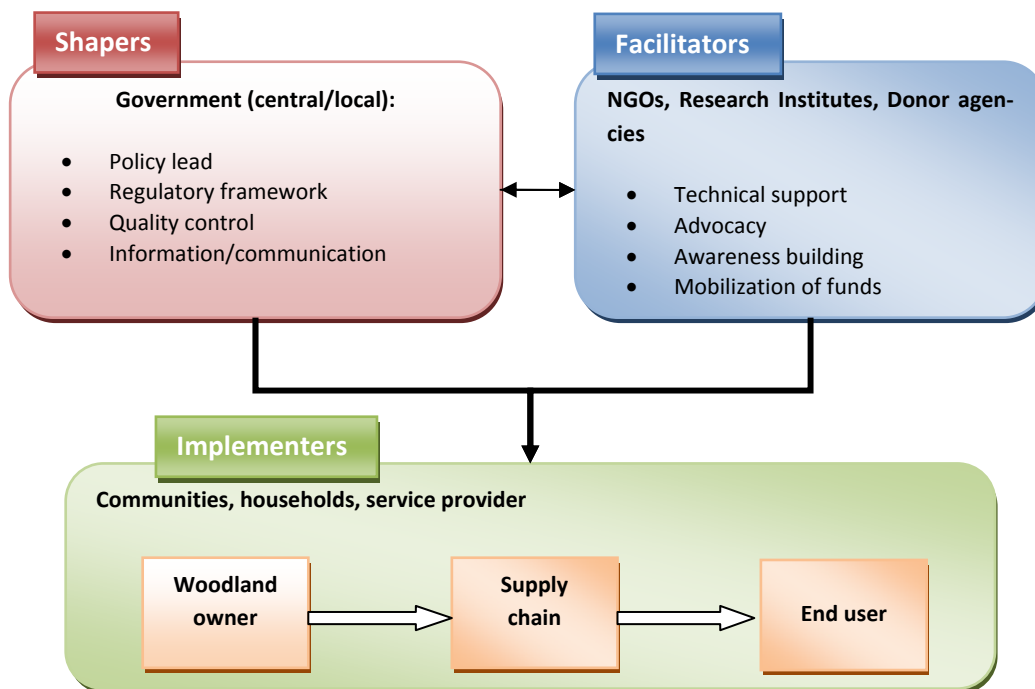 Shapers
Government (central/local):
• Policy lead
• Regulatory framework
• Quality control
• Information/communication
Facilitators
NGOs, Research Institutes, Donor agen-
cies
• Technical support
• Advocacy
• Awareness building
• Mobilization of funds
Implementers
Communities, households, service provider
Woodland
owner
Supply
chain
End user